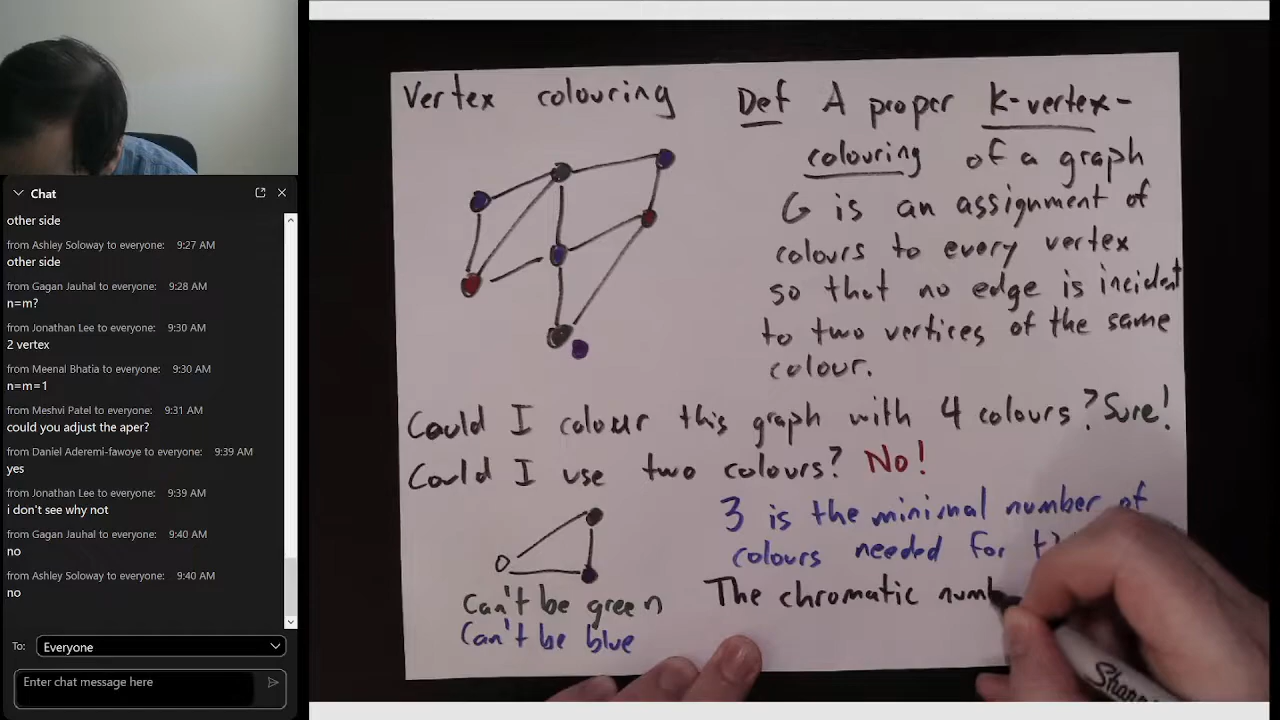 Chat
other side
from Ashley Soloway to everyone: 9:27 AM
other side
from Gagan Jauhal to everyone: 9:28 AM
n=m?
from Jonathan Lee to everyone: 9:30 AM
2 vertex
from Meenal Bhatia to everyone: 9:30 AM
n=m=1
from Meshvi Patel to everyone: 9:31 AM
could you adjust the aper?
from Daniel Aderemi-fawoye to everyone: 9:39 AM
yes
from Jonathan Lee to everyone: 9:39 AM
i don't see why not
from Gagan Jauhal to everyone: 9:40 AM
no
from Ashley Soloway to everyone: 9:40 AM
no
To: Everyone
Enter chat message here
Vertex colouring
Def A proper K-vertex-
colouring of a graph
G is an assignment of
colours to every vertex
so that no edge is incident
to two vertices of the same
colour.
Could I colour this graph with 4 colours? Sure!
Could I use two colours? No!
Can't be green
Can't be blue
3 is the minimal number of
colours needed for
The chromatic numb
Sharp